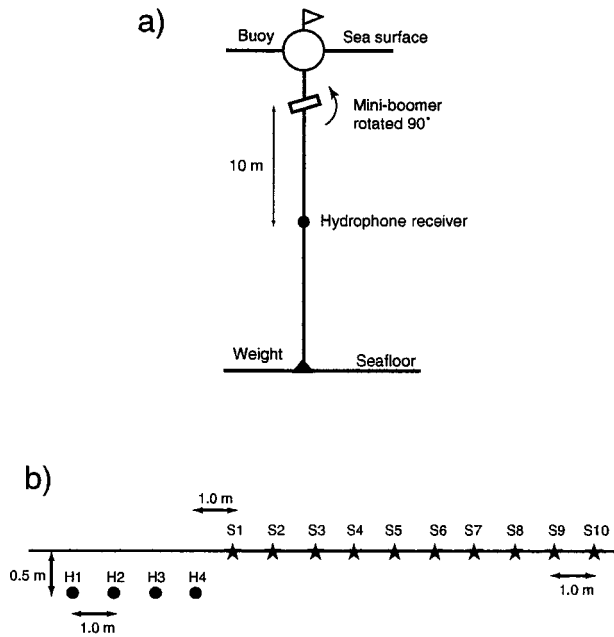 a)
Buoy
Sea surface
Mini-boomer
rotated 90°
10 m
Hydrophone receiver
Weight
Seafloor
b)
1.0 m
S1 S2 S3 S4 S5 S6 S7 S8 S9 S10
0.5 m
H1 H2 H3 H4
1.0 m
1.0 m